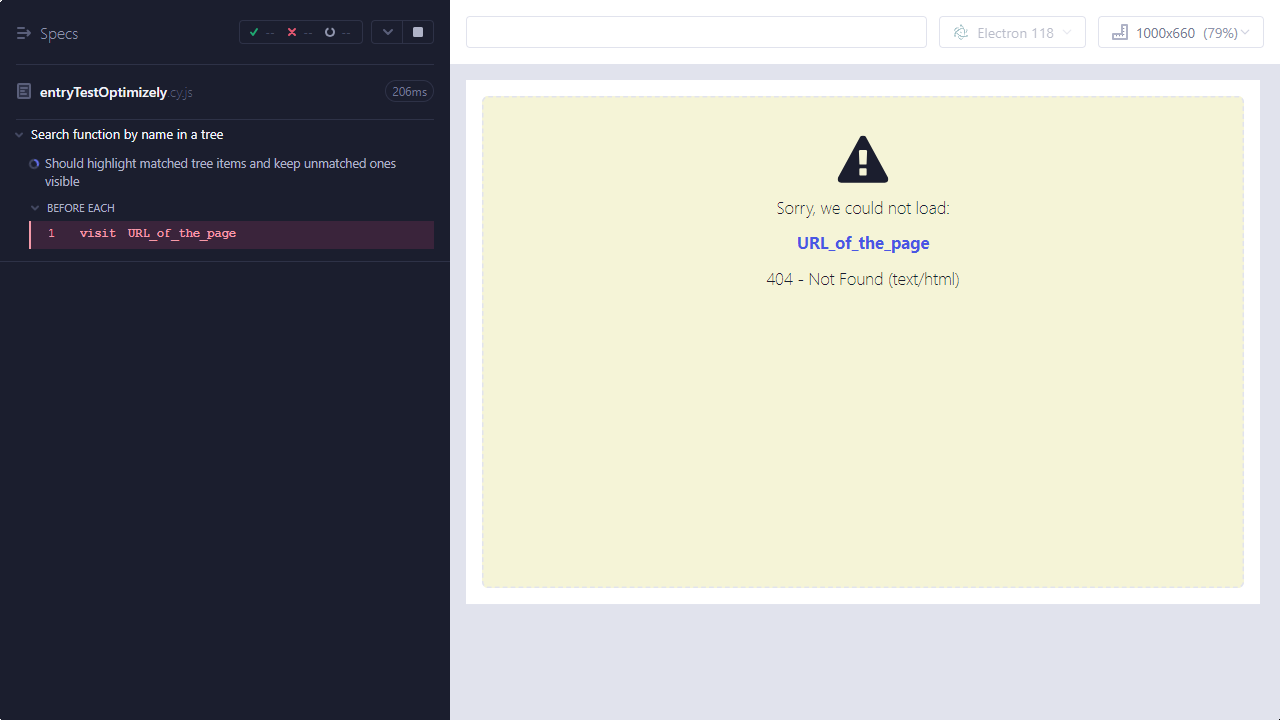 Specs
-- -- --
entryTestOptimizely.cy.js 206ms
Search function by name in a tree
Should highlight matched tree items and keep unmatched ones
visible
BEFORE EACH
1 visit URL_of_the_page
Electron 118
1000x660 (79%)
Sorry, we could not load:
URL_of_the_page
404 - Not Found (text/html)